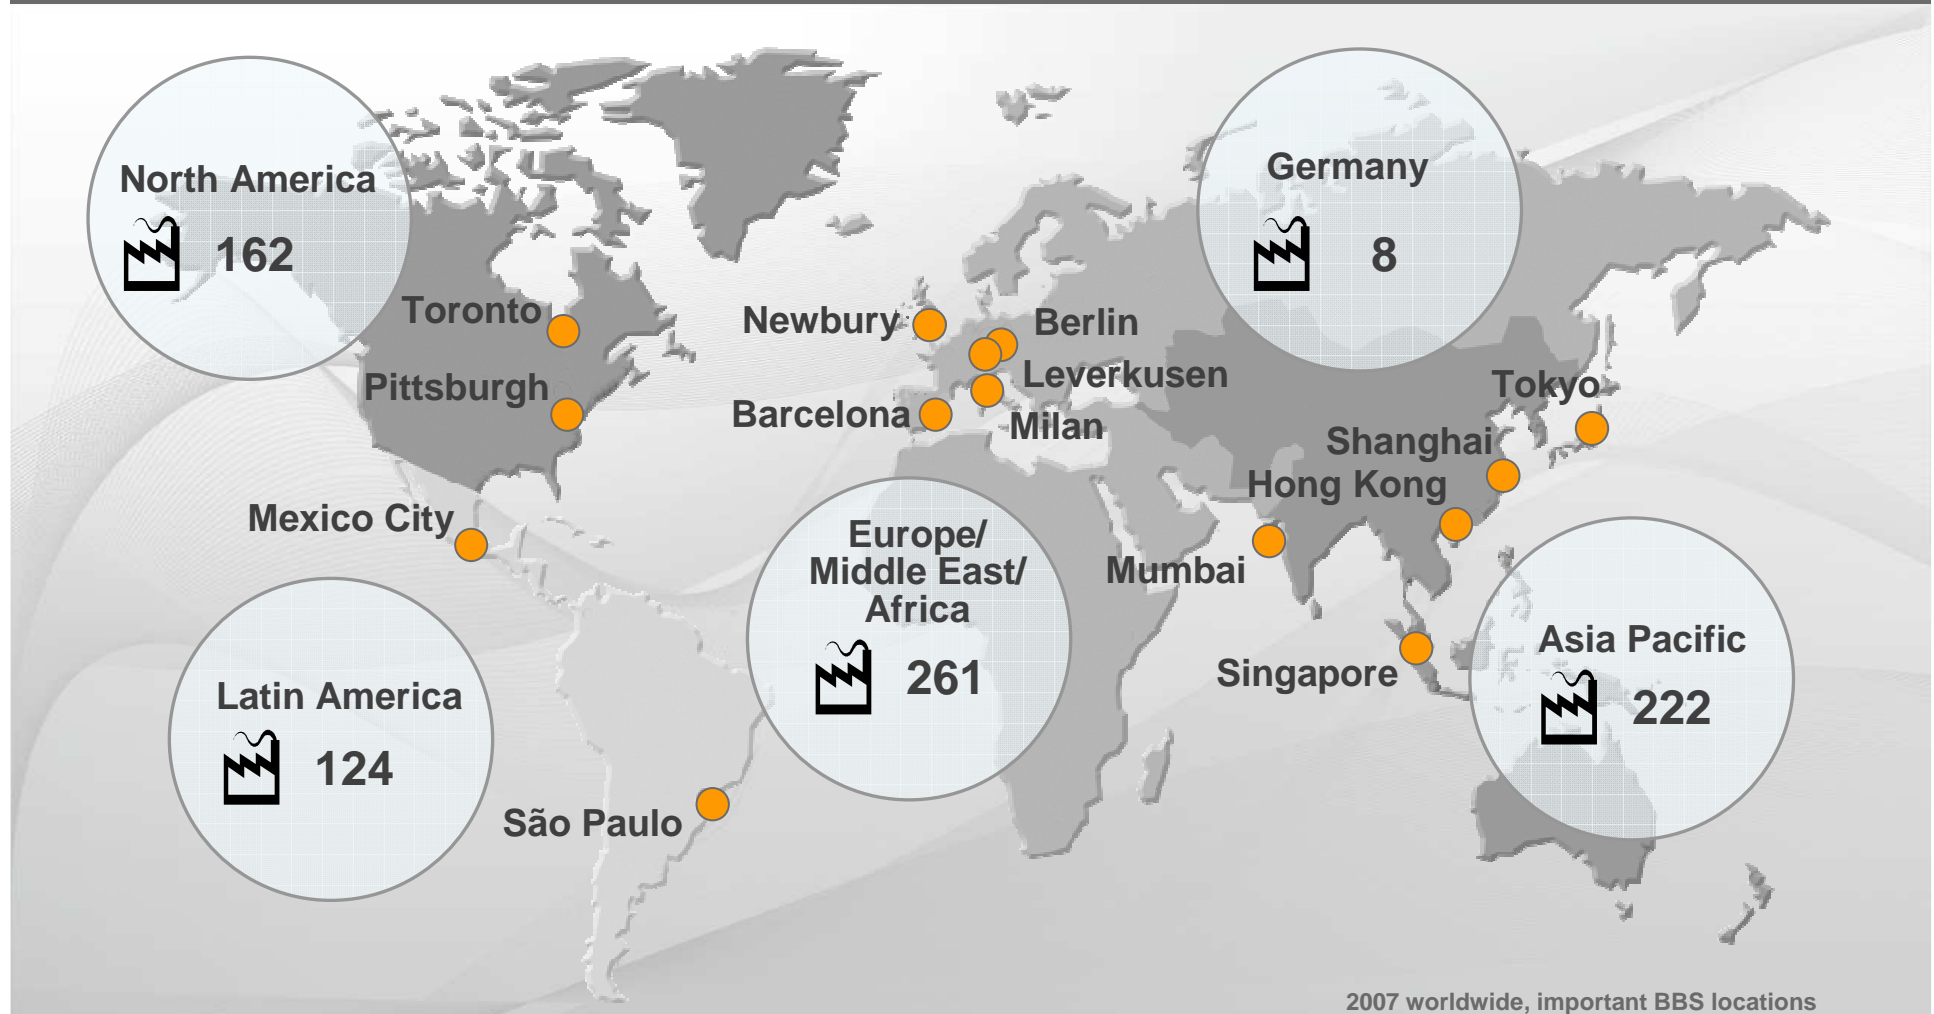 North America
162
Germany
8
Toronto
Newbury
Berlin
Pittsburgh
Leverkusen
Tokyo
Barcelona
Milan
Shanghai
Hong Kong
Mexico City
Europe/
Middle East/
Africa
261
Mumbai
Asia Pacific
222
Singapore
Latin America
124
São Paulo
2007 worldwide, important BBS locations